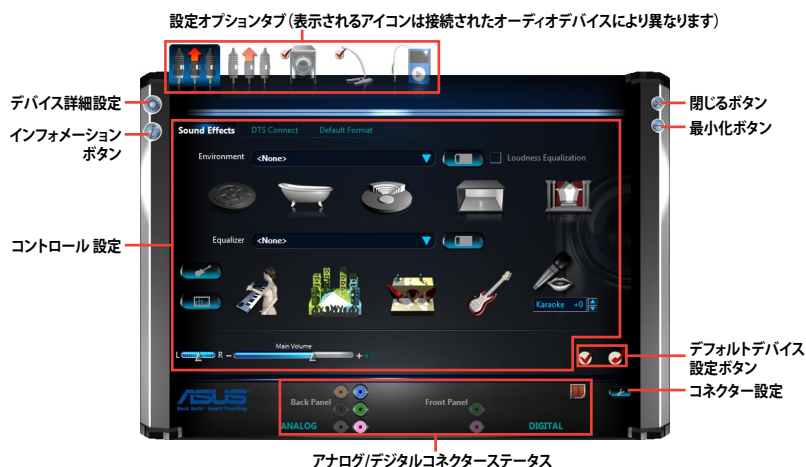 設定オプションタブ（表示されるアイコンは接続されたオーディオデバイスにより異なります）
デバイス詳細設定
インフォメーション
ボタン
コントロール 設定
閉じるボタン
最小化ボタン
Sound Effects DTS Connect Default Format
Environment <None> Loudness Equalization
Equalizer <None>
Karaoke +0
Main Volume
L R - +
デフォルトデバイス
設定ボタン
コネクター設定
ASUS
Rock Solid · Heart Touching
Back Panel Front Panel
ANALOG DIGITAL
アナログ/デジタルコネクターステータス